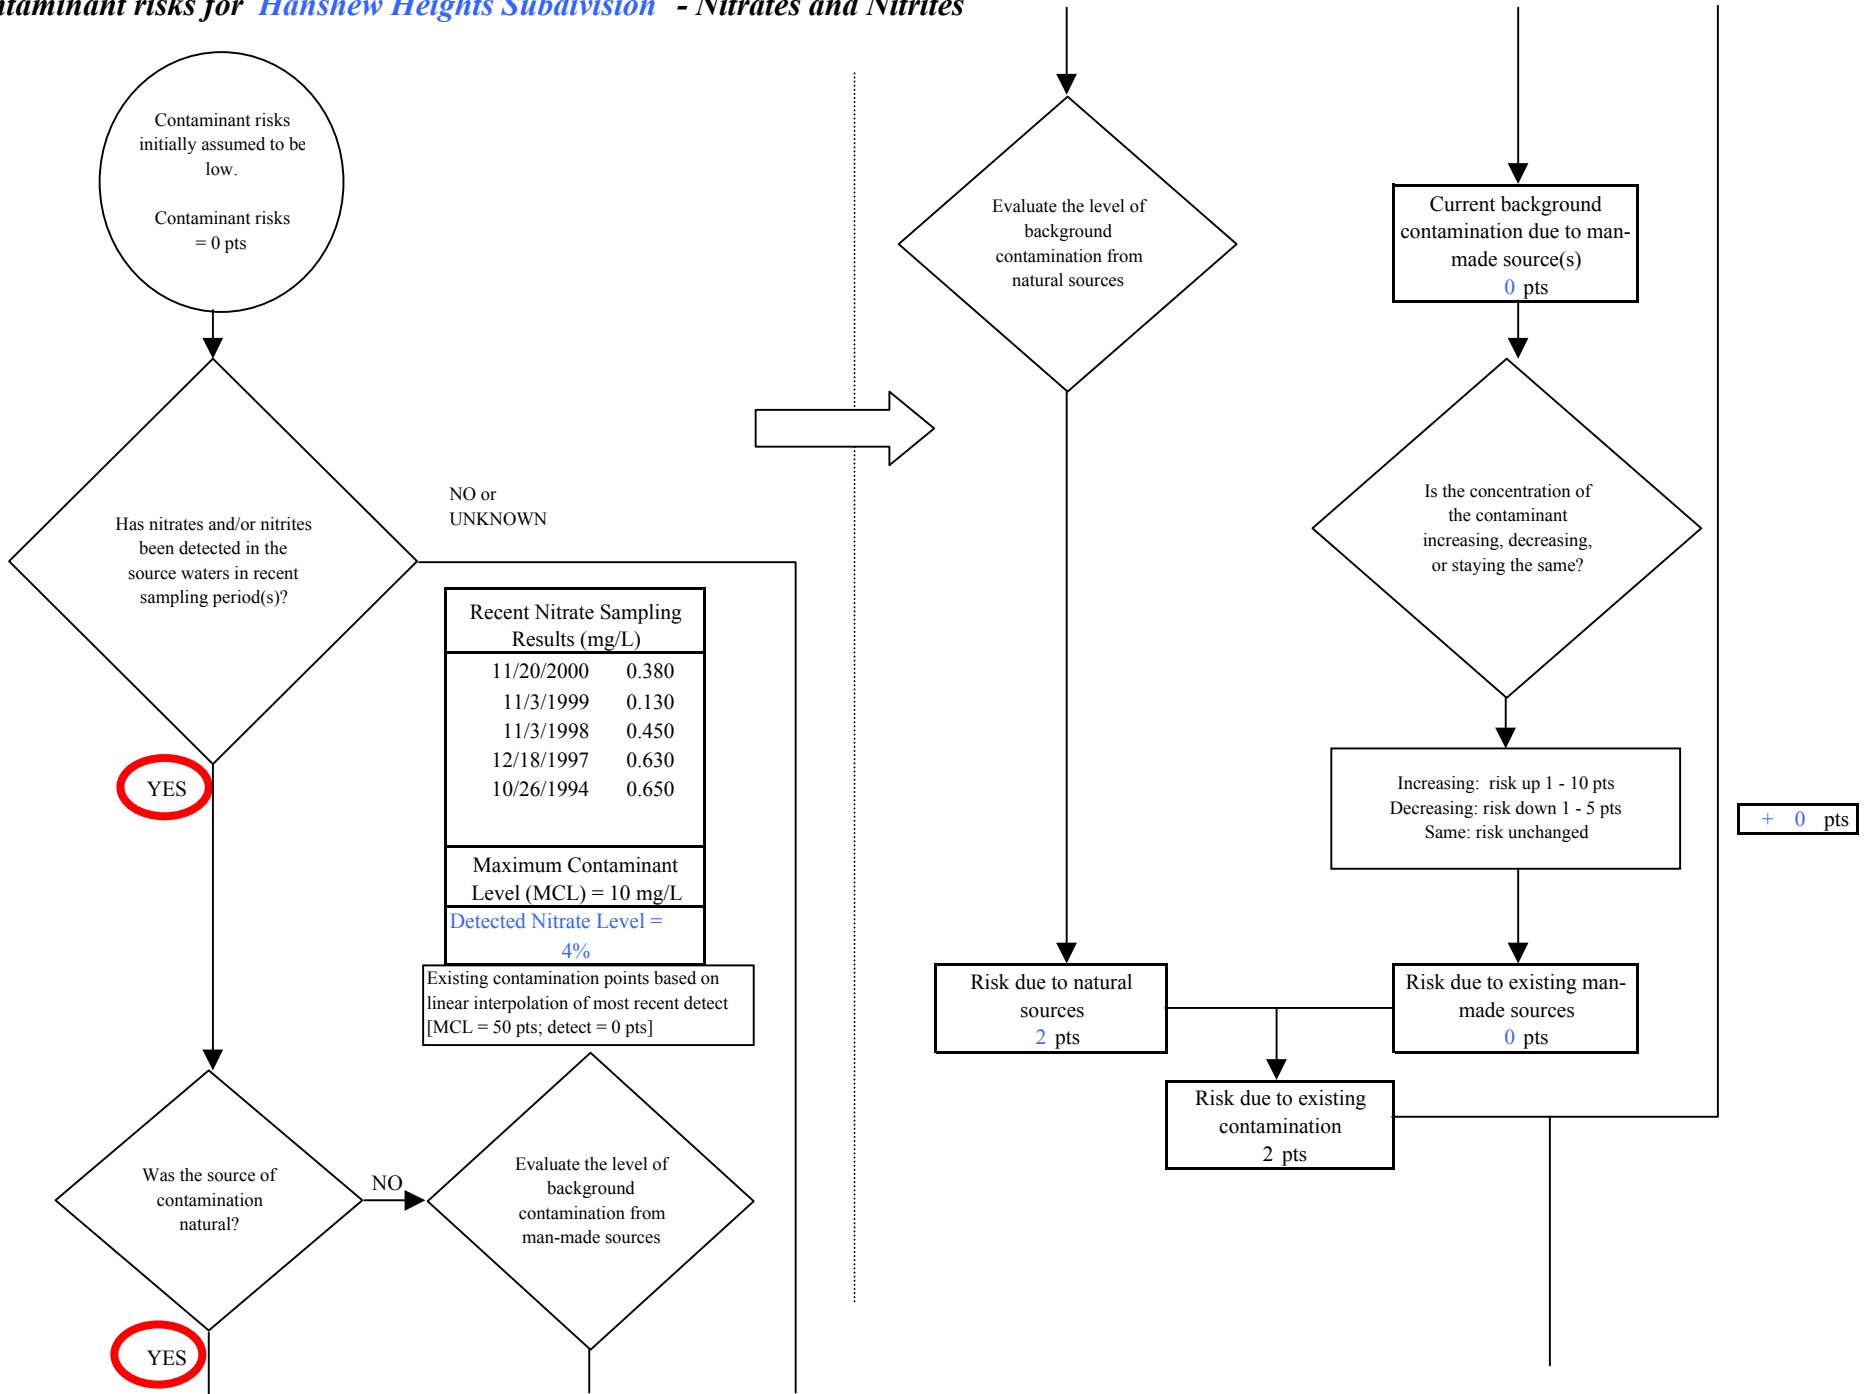 ntaminant risks for Hanshew Heights Subdivision - Nitrates and Nitrites
Contaminant risks
initially assumed to be
low.
Contaminant risks
= 0 pts
Has nitrates and/or nitrites
been detected in the
source waters in recent
sampling period(s)?
NO or
UNKNOWN
YES
Recent Nitrate Sampling
Results (mg/L)
11/20/2000 0.380
11/3/1999 0.130
11/3/1998 0.450
12/18/1997 0.630
10/26/1994 0.650
Maximum Contaminant
Level (MCL) = 10 mg/L
Detected Nitrate Level =
4%
Existing contamination points based on
linear interpolation of most recent detect
[MCL = 50 pts; detect = 0 pts]
Was the source of
contamination
natural?
NO
YES
Evaluate the level of
background
contamination from
man-made sources
Evaluate the level of
background
contamination from
natural sources
Current background
contamination due to man-
made source(s)
0 pts
Is the concentration of
the contaminant
increasing, decreasing,
or staying the same?
Increasing: risk up 1 - 10 pts
Decreasing: risk down 1 - 5 pts
Same: risk unchanged
+ 0 pts
Risk due to natural
sources
2 pts
Risk due to existing man-
made sources
0 pts
Risk due to existing
contamination
2 pts